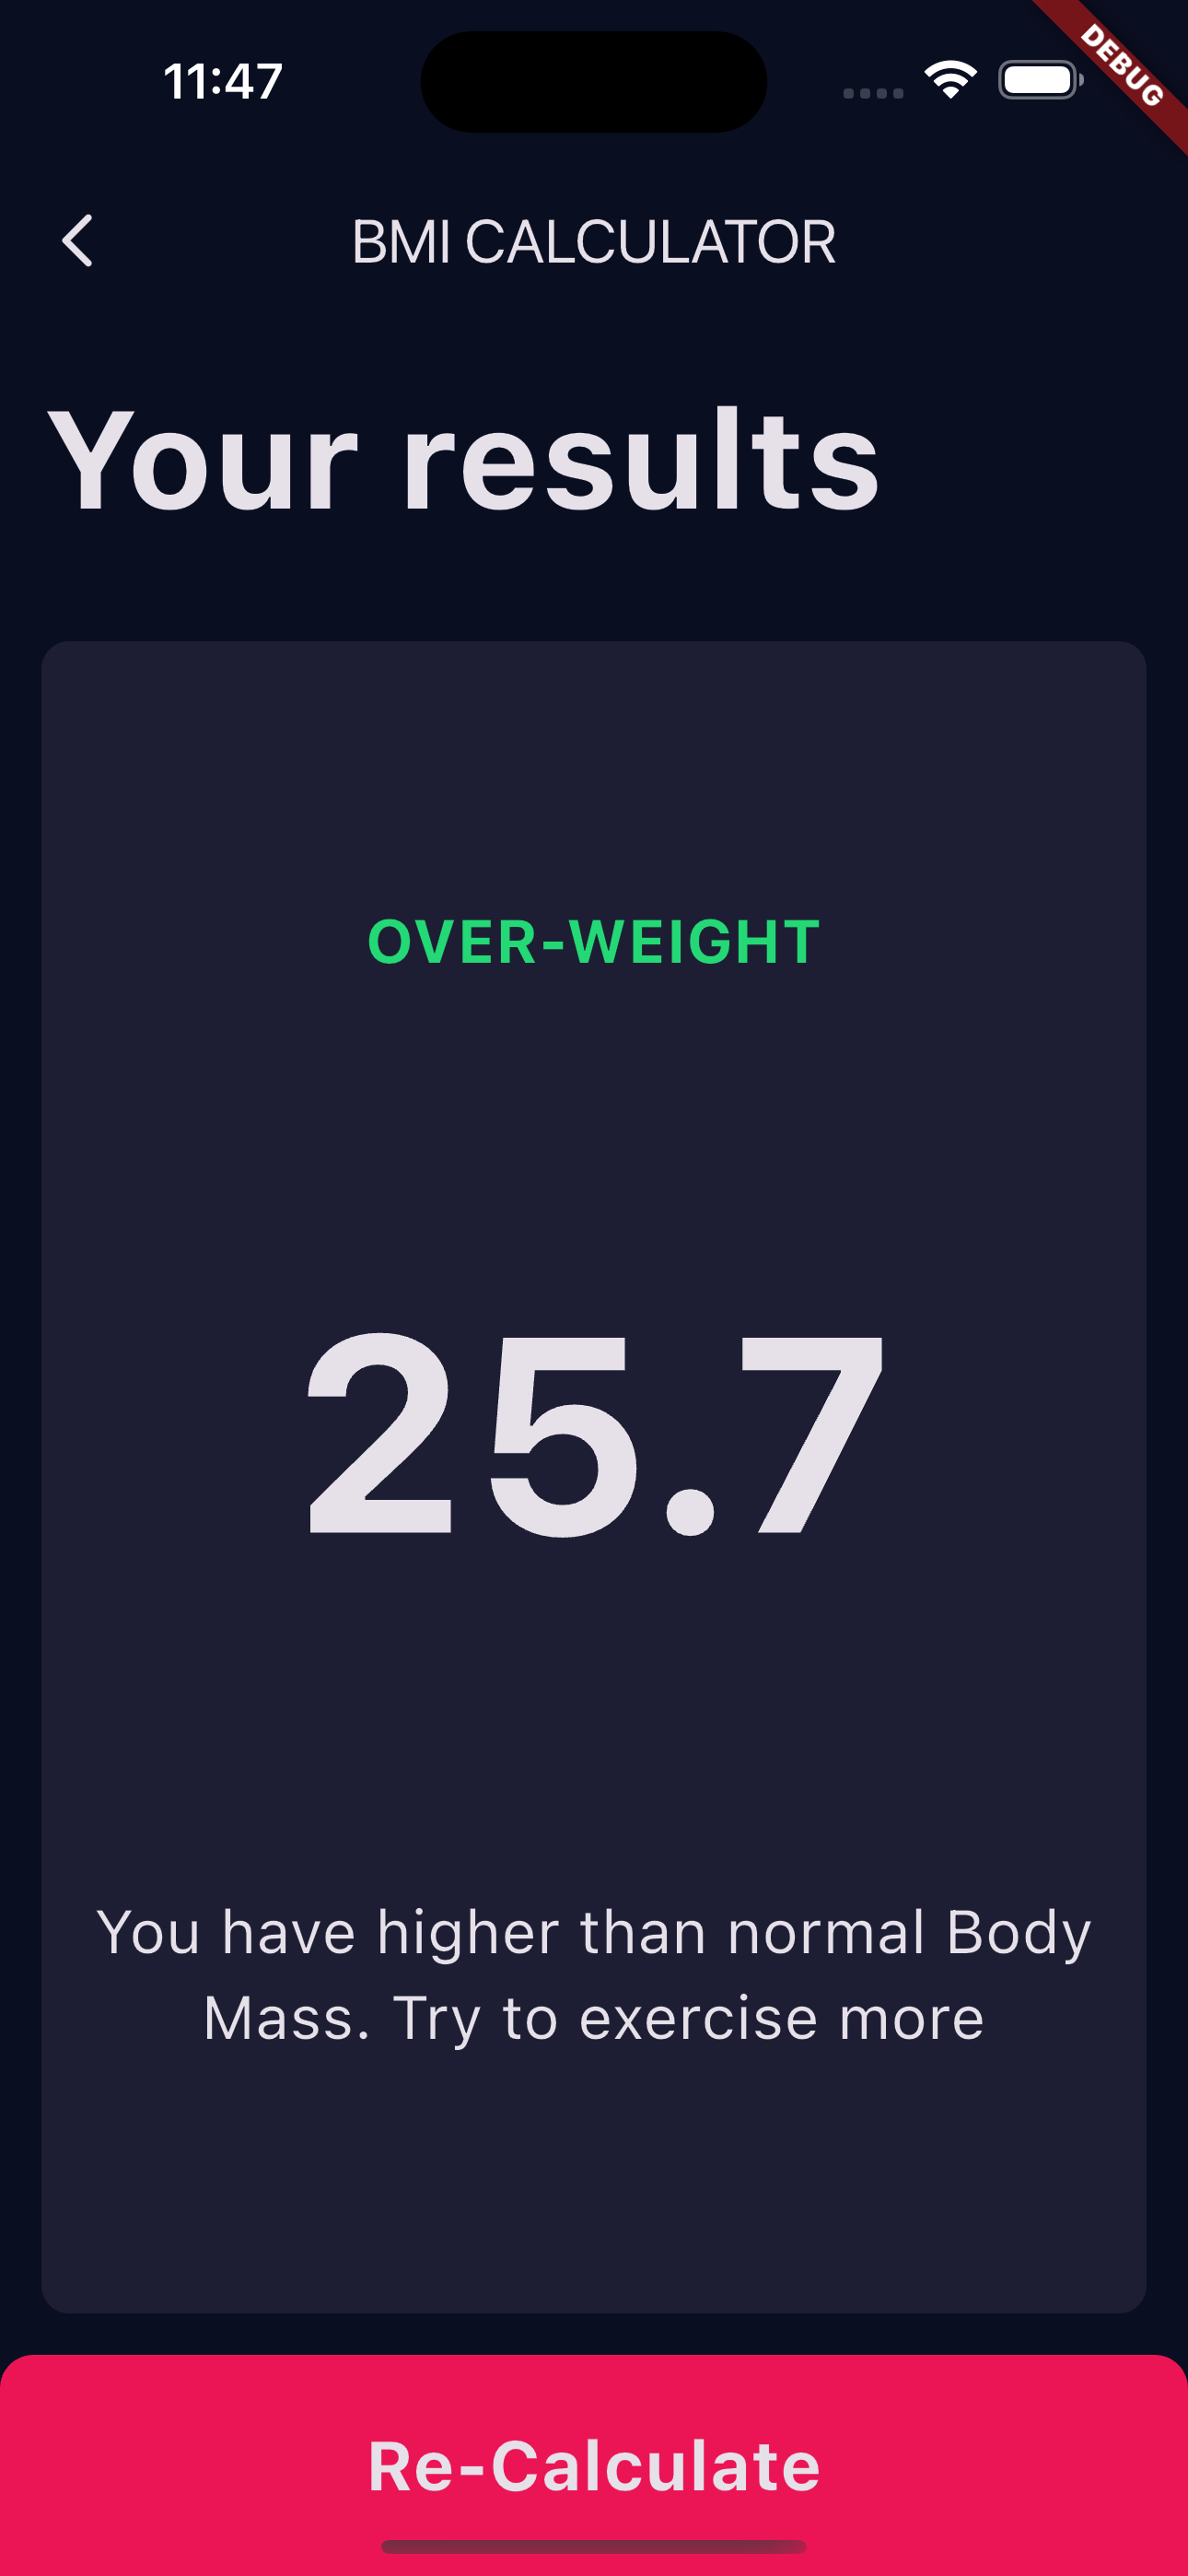 11:47
DEBUG
BMI CALCULATOR
Your results
OVER-WEIGHT
25.7
You have higher than normal Body
Mass. Try to exercise more
Re-Calculate